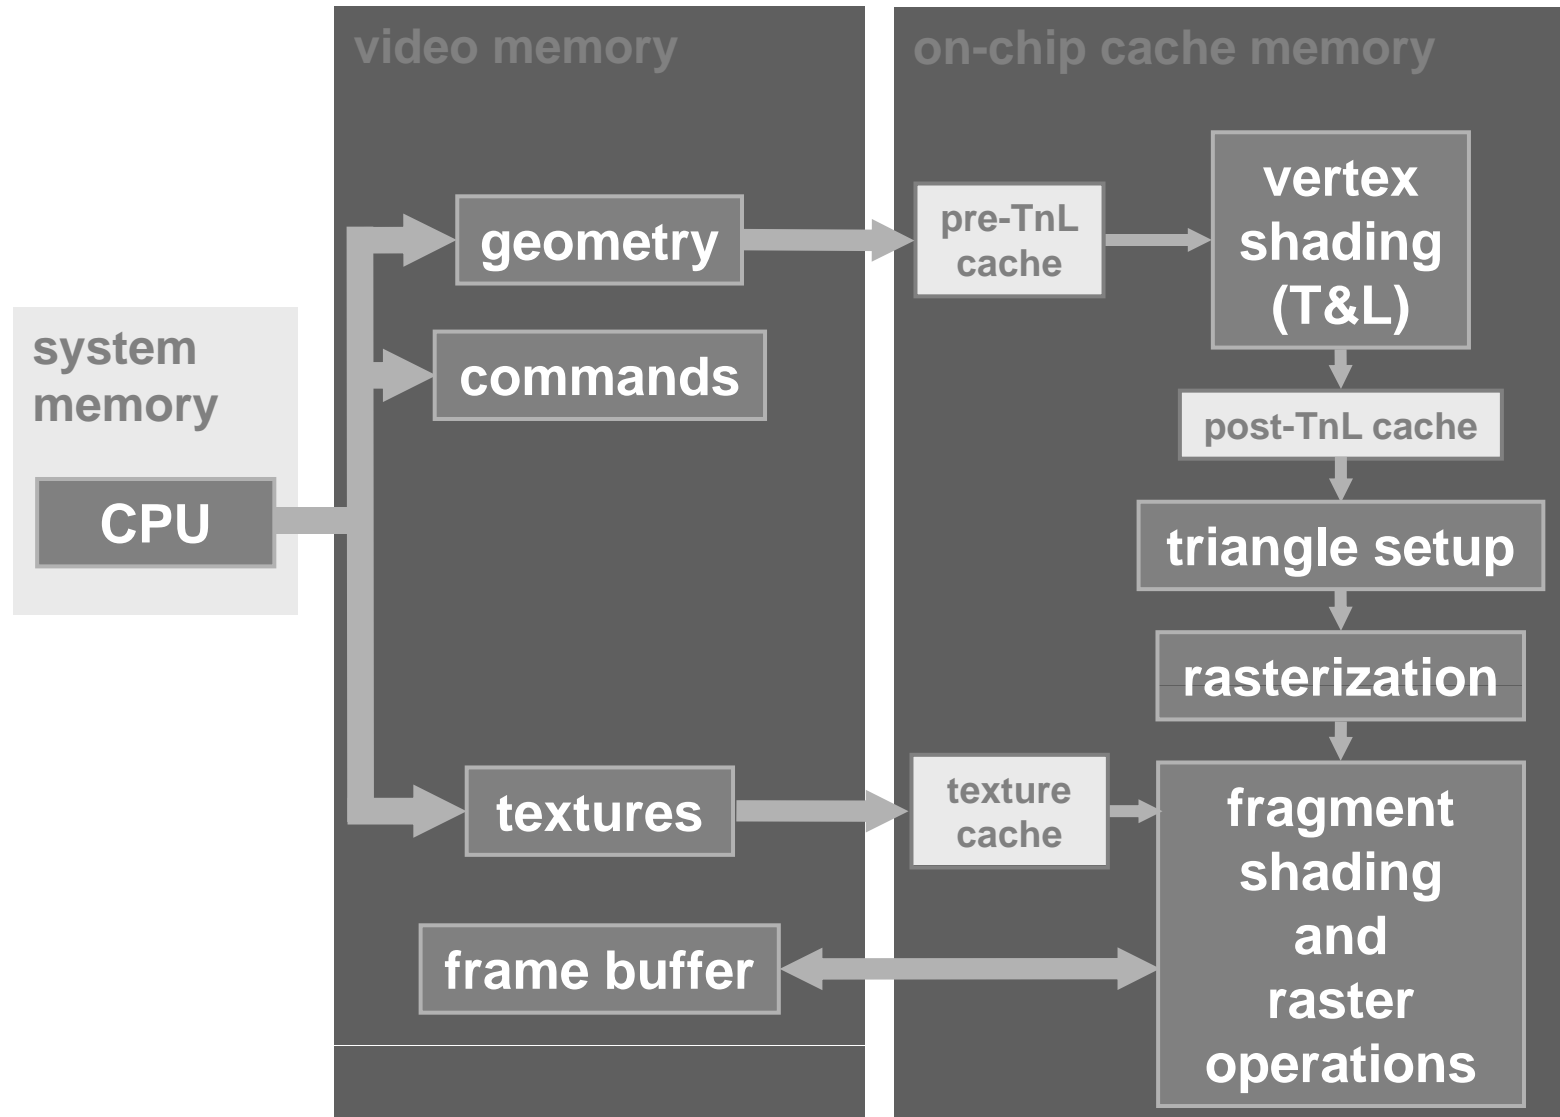 video memory
on-chip cache memory
system
memory
CPU
geometry
commands
textures
frame buffer
pre-TnL
cache
vertex
shading
(T&L)
post-TnL cache
triangle setup
rasterization
texture
cache
fragment
shading
and
raster
operations